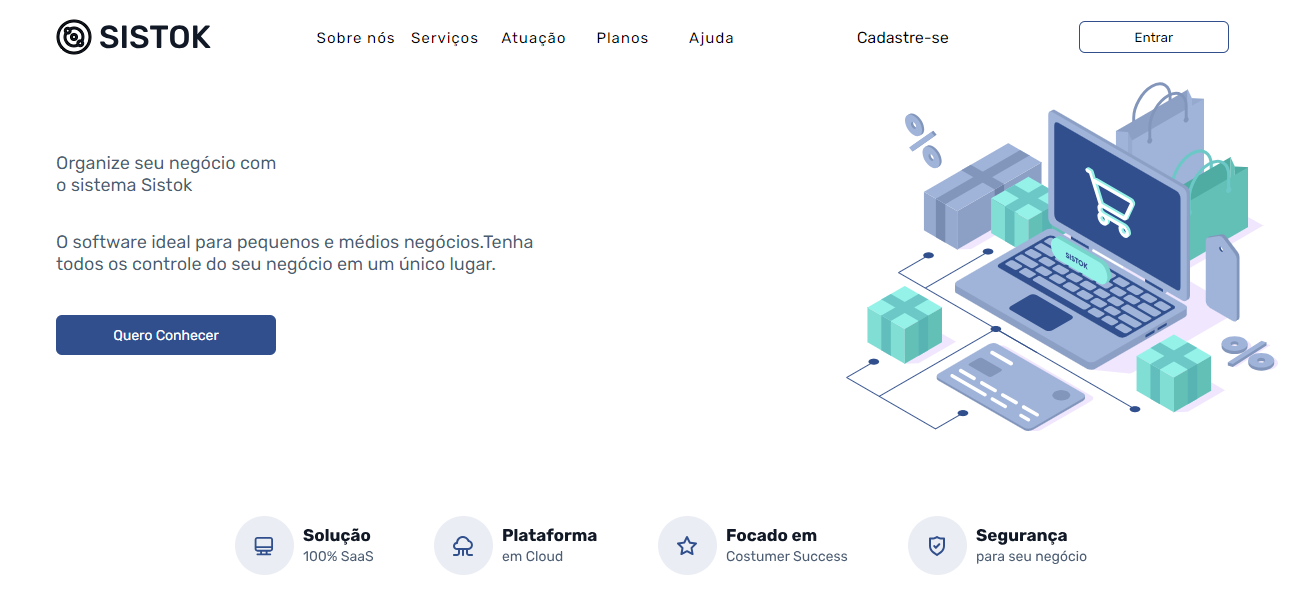 SISTOK
Sobre nós Serviços Atuação Planos Ajuda Cadastre-se Entrar
Organize seu negócio com
o sistema Sistok
O software ideal para pequenos e médios negócios.Tenha
todos os controle do seu negócio em um único lugar.
Quero Conhecer
SISTOK
Solução
100% SaaS
Plataforma
em Cloud
Focado em
Costumer Success
Segurança
para seu negócio